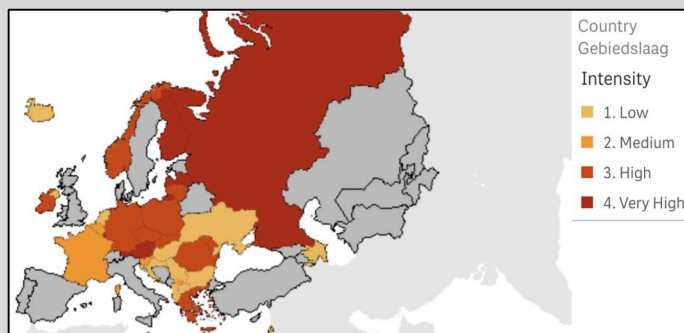 Country
Gebiedslaag
Intensity
1. Low
2. Medium
3. High
4. Very High